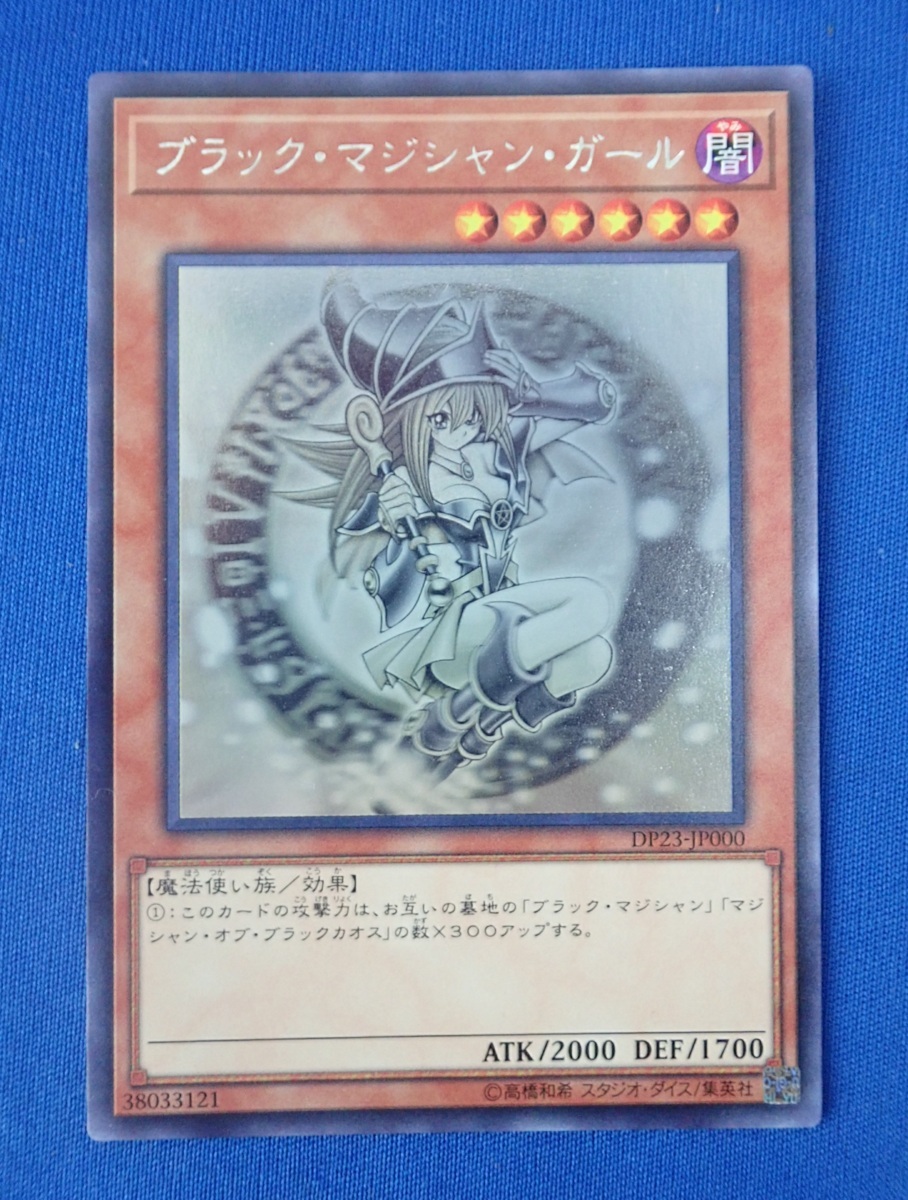 ブラック・マジシャン・ガール
やみ
闇
DP23-JP000
【魔法使い族／効果】
①：このカードの攻撃力は、お互いの墓地の「ブラック・マジシャン」「マジ
シャン・オブ・ブラックカオス」の数×３００アップする。
ATK/2000 DEF/1700
38033121
©高橋和希 スタジオ・ダイス/集英社